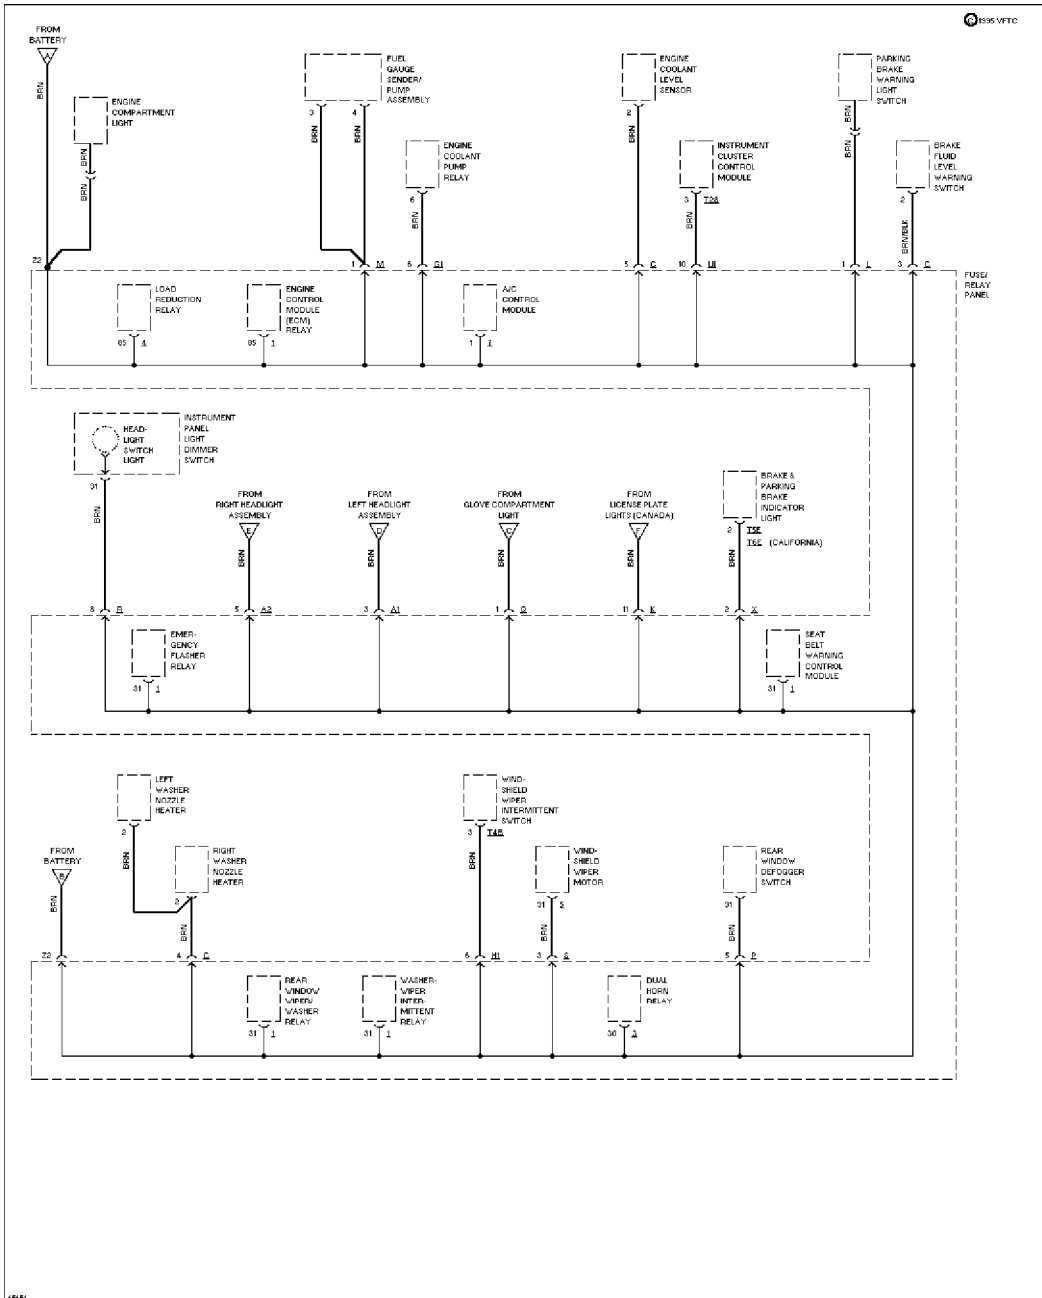 FROM
BATTERY
A
BRN
© 1995 VFTC
ENGINE
COMPARTMENT
LIGHT
BRN
BRN
FUEL
GAUGE
SENDER/
PUMP
ASSEMBLY
3
4
BRN
BRN
ENGINE
COOLANT
PUMP
RELAY
6
BRN
ENGINE
COOLANT
LEVEL
SENSOR
2
BRN
INSTRUMENT
CLUSTER
CONTROL
MODULE
3 T28
BRN
PARKING
BRAKE
WARNING
LIGHT
SWITCH
BRN
BRN
BRAKE
FLUID
LEVEL
WARNING
SWITCH
2
BRN/BLK
Z2
1 M
6 G1
5 C
10 U1
1 L
3 C
FUSE/
RELAY
PANEL
LOAD
REDUCTION
RELAY
85 4
ENGINE
CONTROL
MODULE
(ECM)
RELAY
85 1
A/C
CONTROL
MODULE
1 7
HEAD-
LIGHT
SWITCH
LIGHT
INSTRUMENT
PANEL
LIGHT
DIMMER
SWITCH
31
BRN
FROM
RIGHT HEADLIGHT
ASSEMBLY
E
BRN
FROM
LEFT HEADLIGHT
ASSEMBLY
D
BRN
FROM
GLOVE COMPARTMENT
LIGHT
C
BRN
FROM
LICENSE PLATE
LIGHTS (CANADA)
F
BRN
BRAKE &
PARKING
BRAKE
INDICATOR
LIGHT
2 T5E
T6E (CALIFORNIA)
BRN
8 R
5 A2
3 A1
1 O
11 K
2 X
EMER-
GENCY
FLASHER
RELAY
31 1
SEAT
BELT
WARNING
CONTROL
MODULE
31 1
LEFT
WASHER
NOZZLE
HEATER
2
BRN
FROM
BATTERY
B
BRN
RIGHT
WASHER
NOZZLE
HEATER
2
BRN
WIND-
SHIELD
WIPER
INTERMITTENT
SWITCH
3 T4B
BRN
WIND-
SHIELD
WIPER
MOTOR
31 5
BRN
REAR
WINDOW
DEFOGGER
SWITCH
31
BRN
Z2
4 C
6 H1
3 S
5 P
REAR
WINDOW
WIPER/
WASHER
RELAY
31 1
WASHER-
WIPER
INTER-
MITTENT
RELAY
31 1
DUAL
HORN
RELAY
30 3